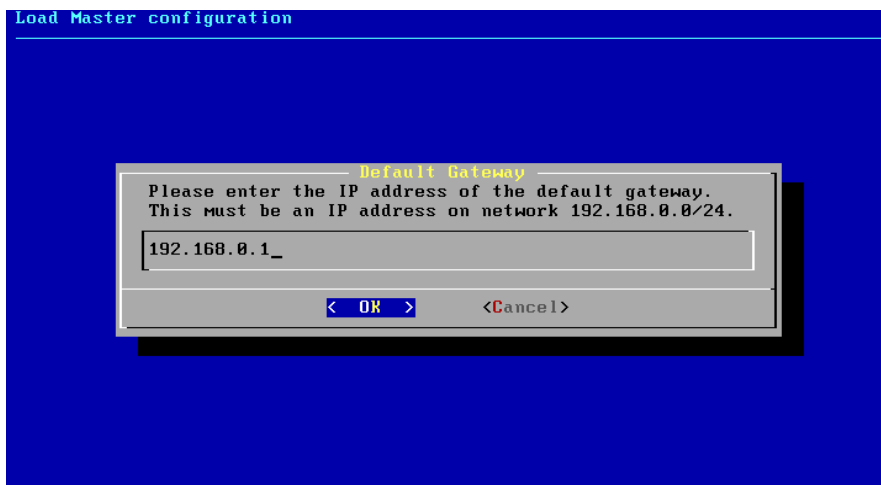 Load Master configuration
Default Gateway
Please enter the IP address of the default gateway.
This must be an IP address on network 192.168.0.0/24.
192.168.0.1_
< OK > <Cancel>